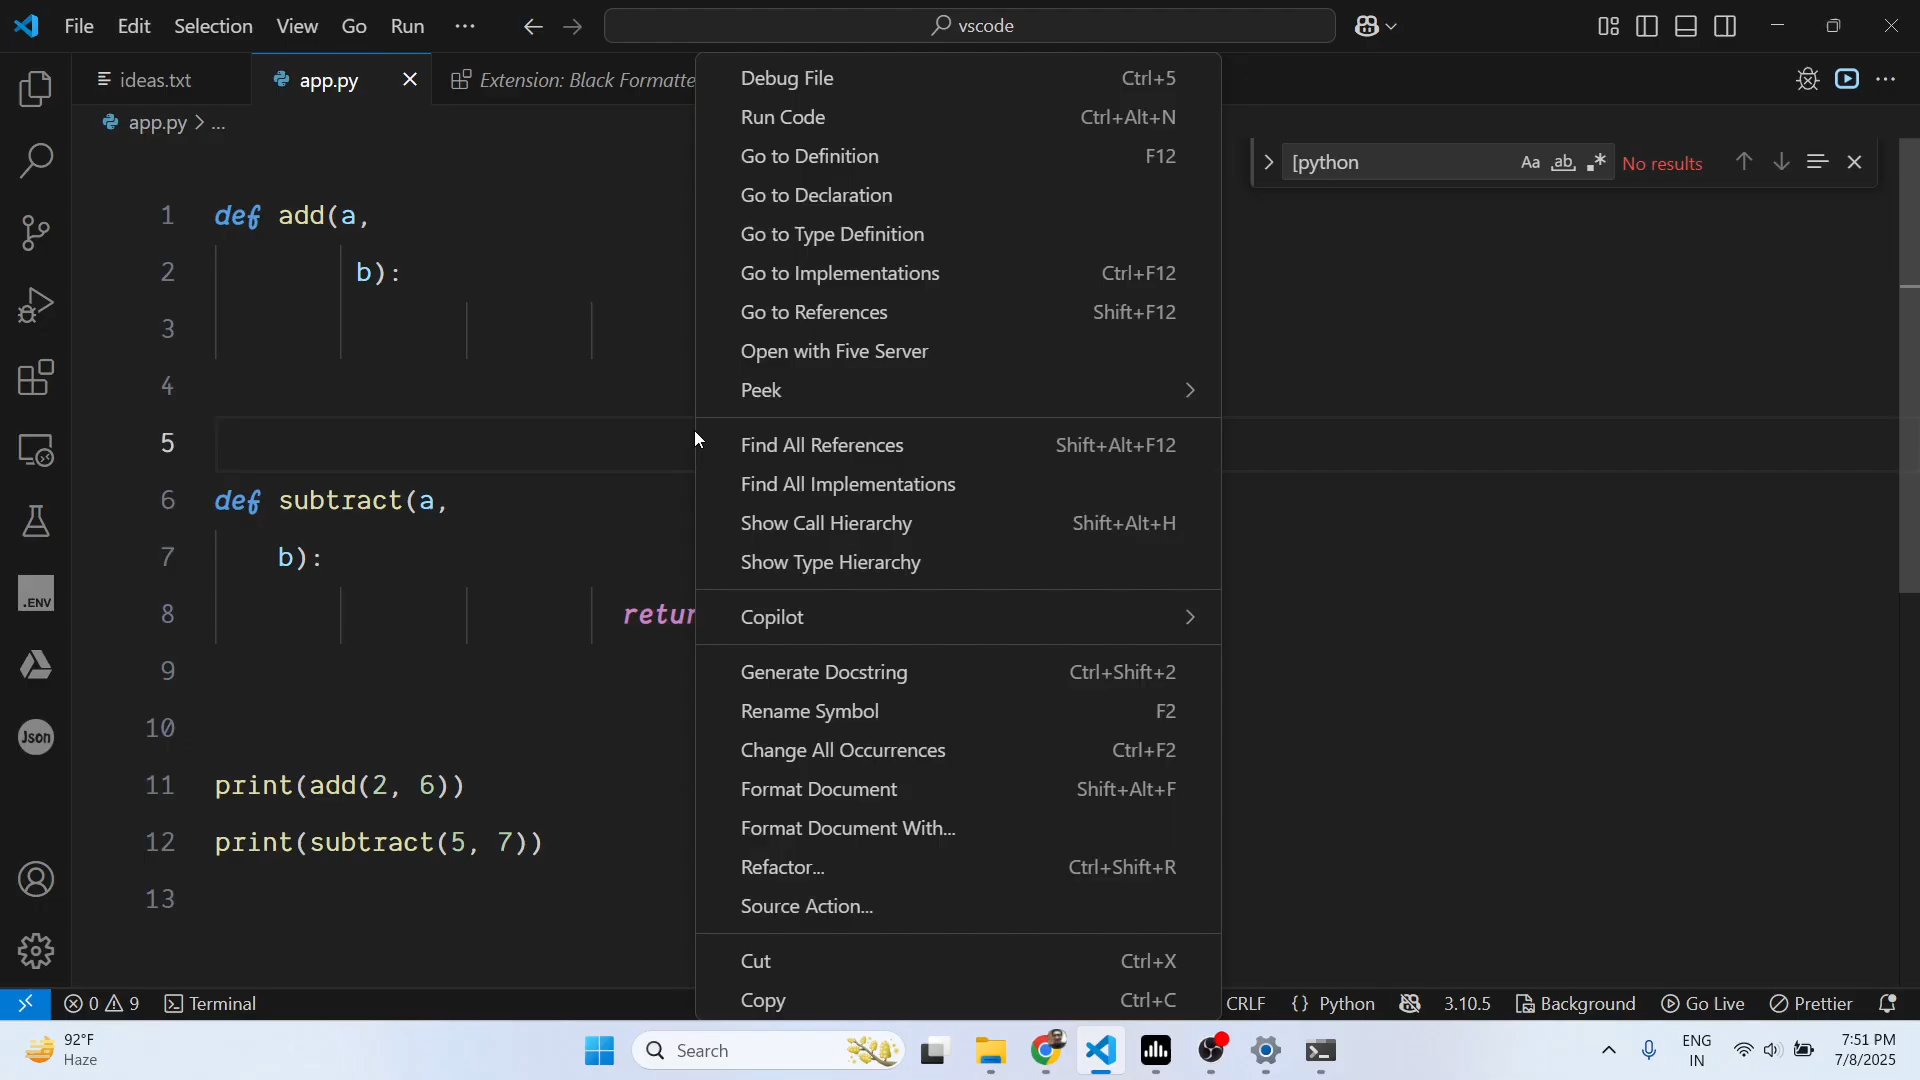 File Edit Selection View Go Run ··· vscode
ideas.txt app.py Extension: Black Formatte
app.py > ...
[python Aa ab .* No results
1 def add(a,
2 b):
3
4
5
6 def subtract(a,
7 b):
8 retur
9
10
11 print(add(2, 6))
12 print(subtract(5, 7))
13
Debug File Ctrl+5
Run Code Ctrl+Alt+N
Go to Definition F12
Go to Declaration
Go to Type Definition
Go to Implementations Ctrl+F12
Go to References Shift+F12
Open with Five Server
Peek
Find All References Shift+Alt+F12
Find All Implementations
Show Call Hierarchy Shift+Alt+H
Show Type Hierarchy
Copilot
Generate Docstring Ctrl+Shift+2
Rename Symbol F2
Change All Occurrences Ctrl+F2
Format Document Shift+Alt+F
Format Document With...
Refactor... Ctrl+Shift+R
Source Action...
Cut Ctrl+X
Copy Ctrl+C
.ENV
Json
0 9 Terminal CRLF {} Python 3.10.5 Background Go Live Prettier
92°F
Haze
Search
ENG
IN
7:51 PM
7/8/2025